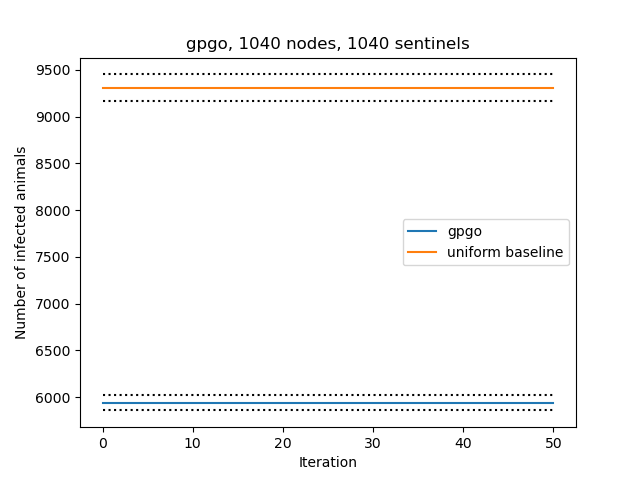 gpgo, 1040 nodes, 1040 sentinels
Number of infected animals
9500
9000
8500
8000
7500
7000
6500
6000
gpgo
uniform baseline
0 10 20 30 40 50
Iteration